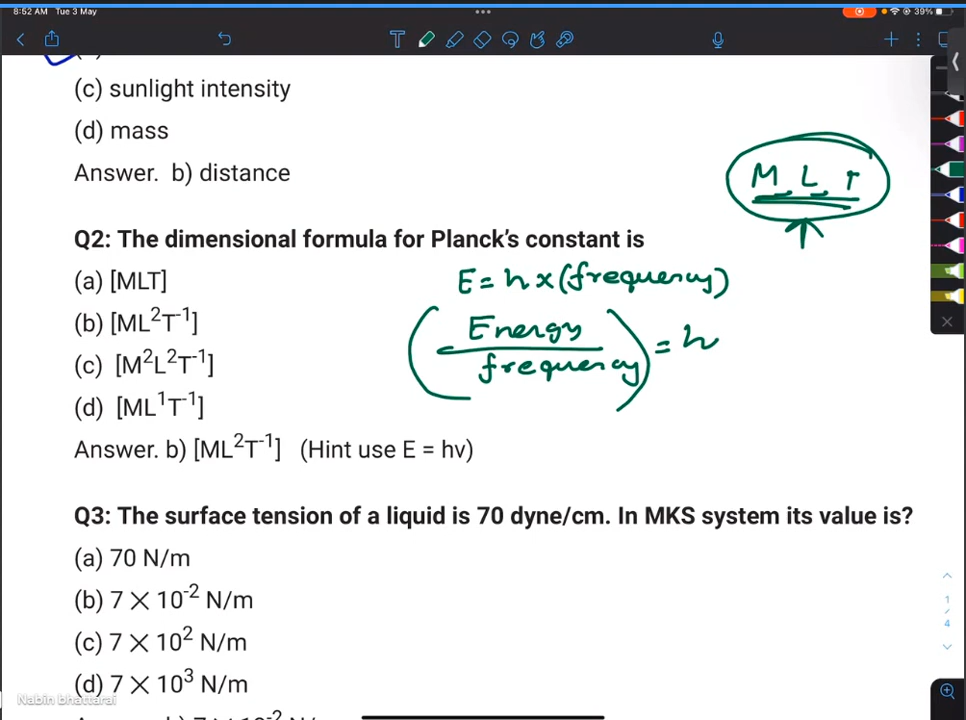 8:52 AM Tue 3 May
39%
(c) sunlight intensity
(d) mass
Answer. b) distance
M L T
Q2: The dimensional formula for Planck's constant is
(a) [MLT]
E = h × (frequency)
(b) [ML²T⁻¹]
Energy
frequency
= h
(c) [M²L²T⁻¹]
(d) [ML¹T⁻¹]
Answer. b) [ML²T⁻¹] (Hint use E = hv)
Q3: The surface tension of a liquid is 70 dyne/cm. In MKS system its value is?
(a) 70 N/m
(b) 7 × 10⁻² N/m
(c) 7 × 10² N/m
(d) 7 × 10³ N/m
Nabin Bhattarai
1
/
4